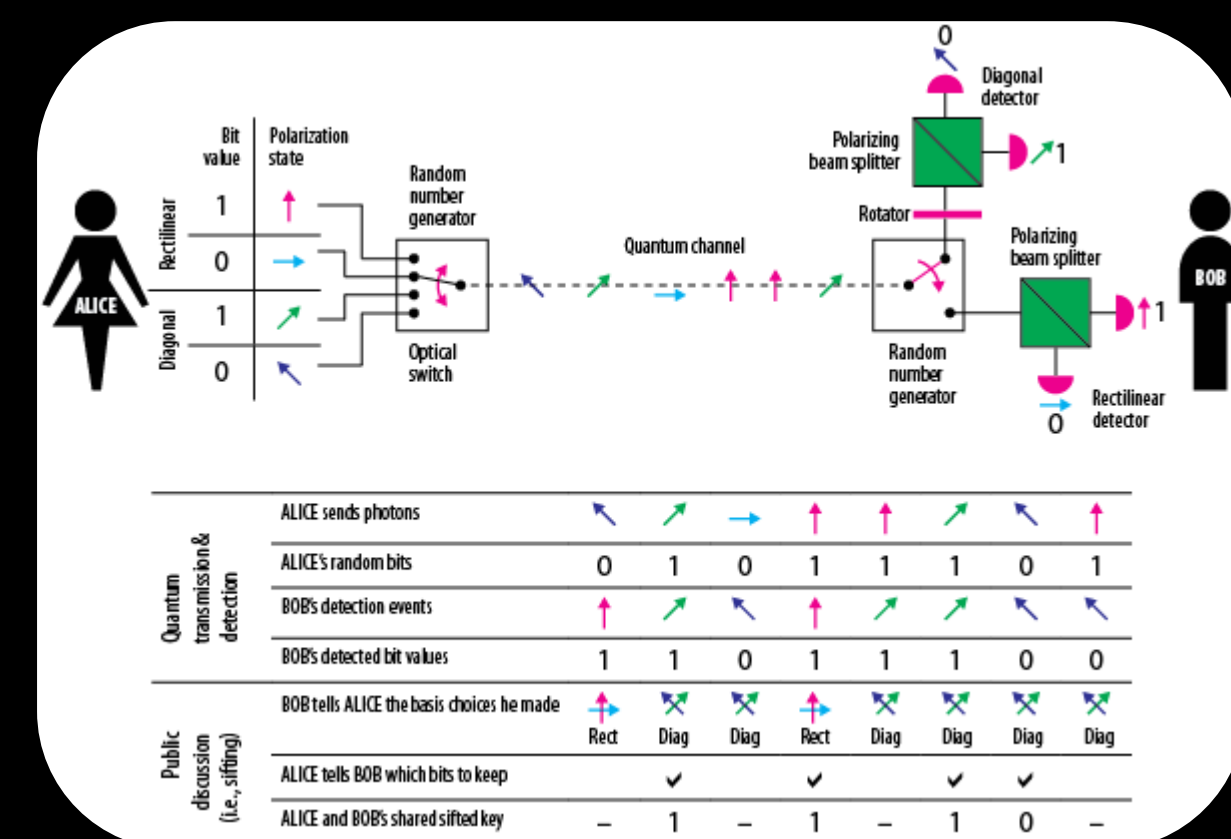 Bit
value
Polarization
state
Rectilinear
Diagonal
1
0
1
0
ALICE
Random
number
generator
Optical
switch
Quantum channel
0
Diagonal
detector
Polarizing
beam splitter
1
Rotator
Polarizing
beam splitter
Random
number
generator
1
0
Rectilinear
detector
BOB
Quantum
transmission &
detection
ALICE sends photons
ALICE's random bits 0 1 0 1 1 1 0 1
BOB's detection events
BOB's detected bit values 1 1 0 1 1 1 0 0
Public
discussion
(i.e., sifting)
BOB tells ALICE the basis choices he made
Rect Diag Diag Rect Diag Diag Diag Diag
ALICE tells BOB which bits to keep ✔ ✔ ✔ ✔
ALICE and BOB's shared sifted key – 1 – 1 – 1 0 –